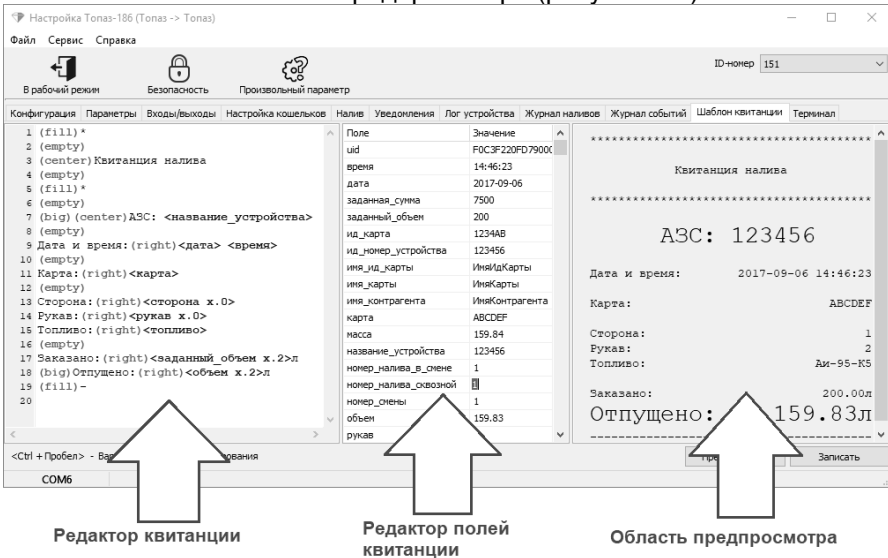 Настройка Топаз-186 (Топаз -> Топаз)
Файл Сервис Справка
В рабочий режим Безопасность Произвольный параметр
ID-номер 151
Конфигурация Параметры Входы/выходы Настройка кошельков Налив Уведомления Лог устройства Журнал наливов Журнал событий Шаблон квитанции Терминал
1 (fill)*
2 (empty)
3 (center)Квитанция налива
4 (empty)
5 (fill)*
6 (empty)
7 (big)(center)АЗС: <название_устройства>
8 (empty)
9 Дата и время:(right)<дата> <время>
10 (empty)
11 Карта:(right)<карта>
12 (empty)
13 Сторона:(right)<сторона x.0>
14 Рукав:(right)<рукав x.0>
15 Топливо:(right)<топливо>
16 (empty)
17 Заказано:(right)<заданный_объем x.2>л
18 (big)Отпущено:(right)<объем x.2>л
19 (fill)-
20
Поле Значение
uid F0C3F220FD7900C
время 14:46:23
дата 2017-09-06
заданная_сумма 7500
заданный_объем 200
ид_карта 1234AB
ид_номер_устройства 123456
имя_ид_карты ИмяИдКарты
имя_карты ИмяКарты
имя_контрагента ИмяКонтрагента
карта ABCDEF
масса 159.84
название_устройства 123456
номер_налива_в_смене 1
номер_налива_сквозной 1
номер_смены 1
объем 159.83
рукав
****************************************
Квитанция налива
****************************************
АЗС: 123456
Дата и время: 2017-09-06 14:46:23
Карта: ABCDEF
Сторона: 1
Рукав: 2
Топливо: Аи-95-К5
Заказано: 200.00л
Отпущено: 159.83л
----------------------------------------
<Ctrl + Пробел> -
Записать
COM6
Редактор квитанции
Редактор полей
квитанции
Область предпросмотра